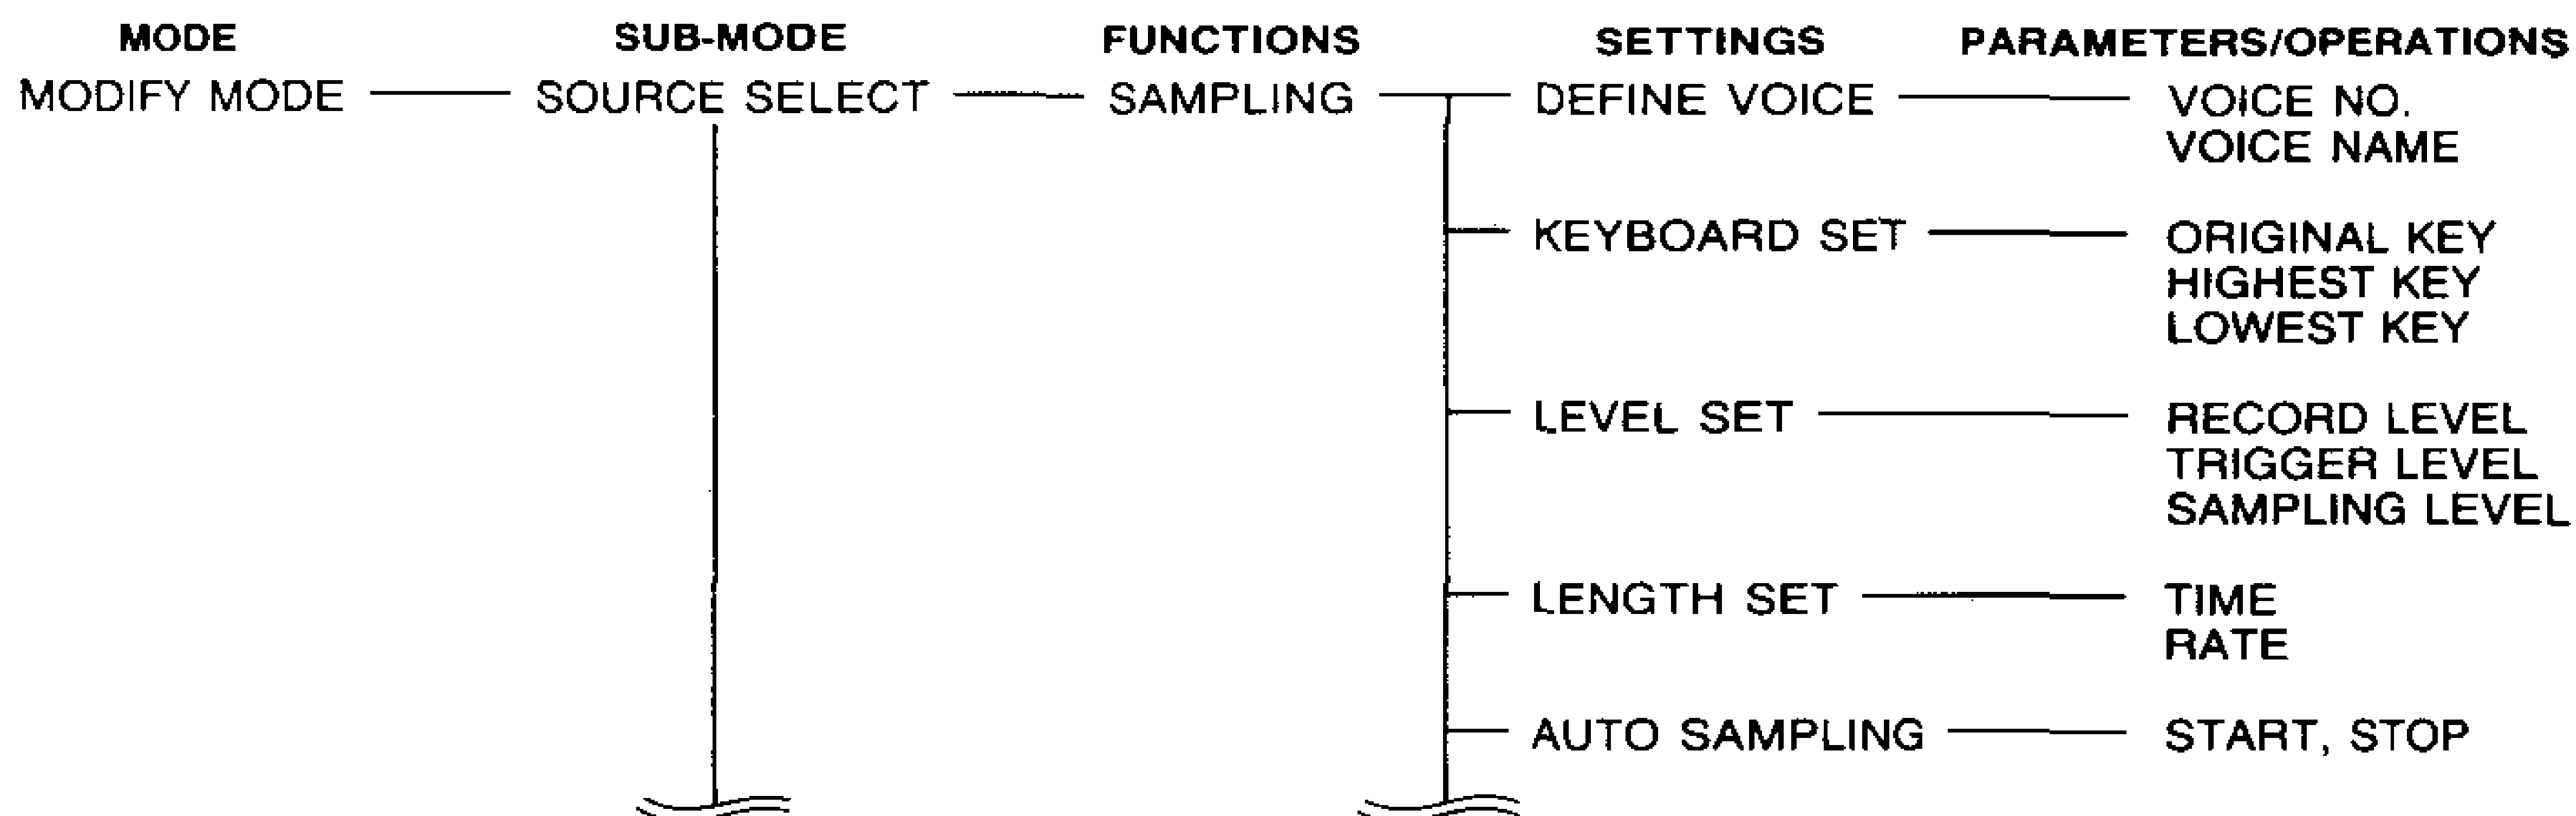 MODE SUB-MODE FUNCTIONS SETTINGS PARAMETERS/OPERATIONS
MODIFY MODE SOURCE SELECT SAMPLING DEFINE VOICE VOICE NO.
VOICE NAME
KEYBOARD SET ORIGINAL KEY
HIGHEST KEY
LOWEST KEY
LEVEL SET RECORD LEVEL
TRIGGER LEVEL
SAMPLING LEVEL
LENGTH SET TIME
RATE
AUTO SAMPLING START, STOP